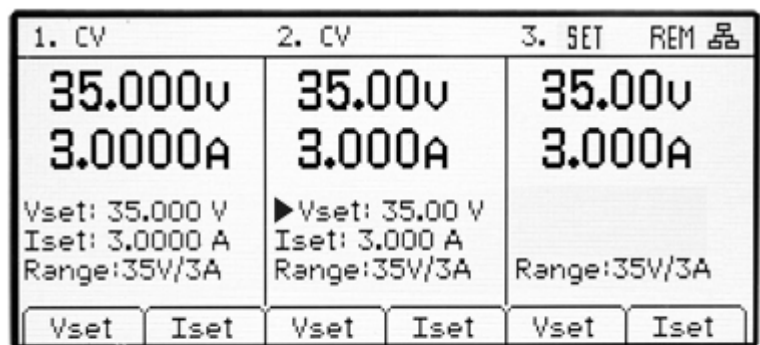 1. CV 2. CV 3. SET REM
35.000v 35.00v 35.00v
3.0000A 3.000A 3.000A
Vset: 35.000 V ▶Vset: 35.00 V
Iset: 3.0000 A Iset: 3.000 A
Range:35V/3A Range:35V/3A Range:35V/3A
Vset Iset Vset Iset Vset Iset